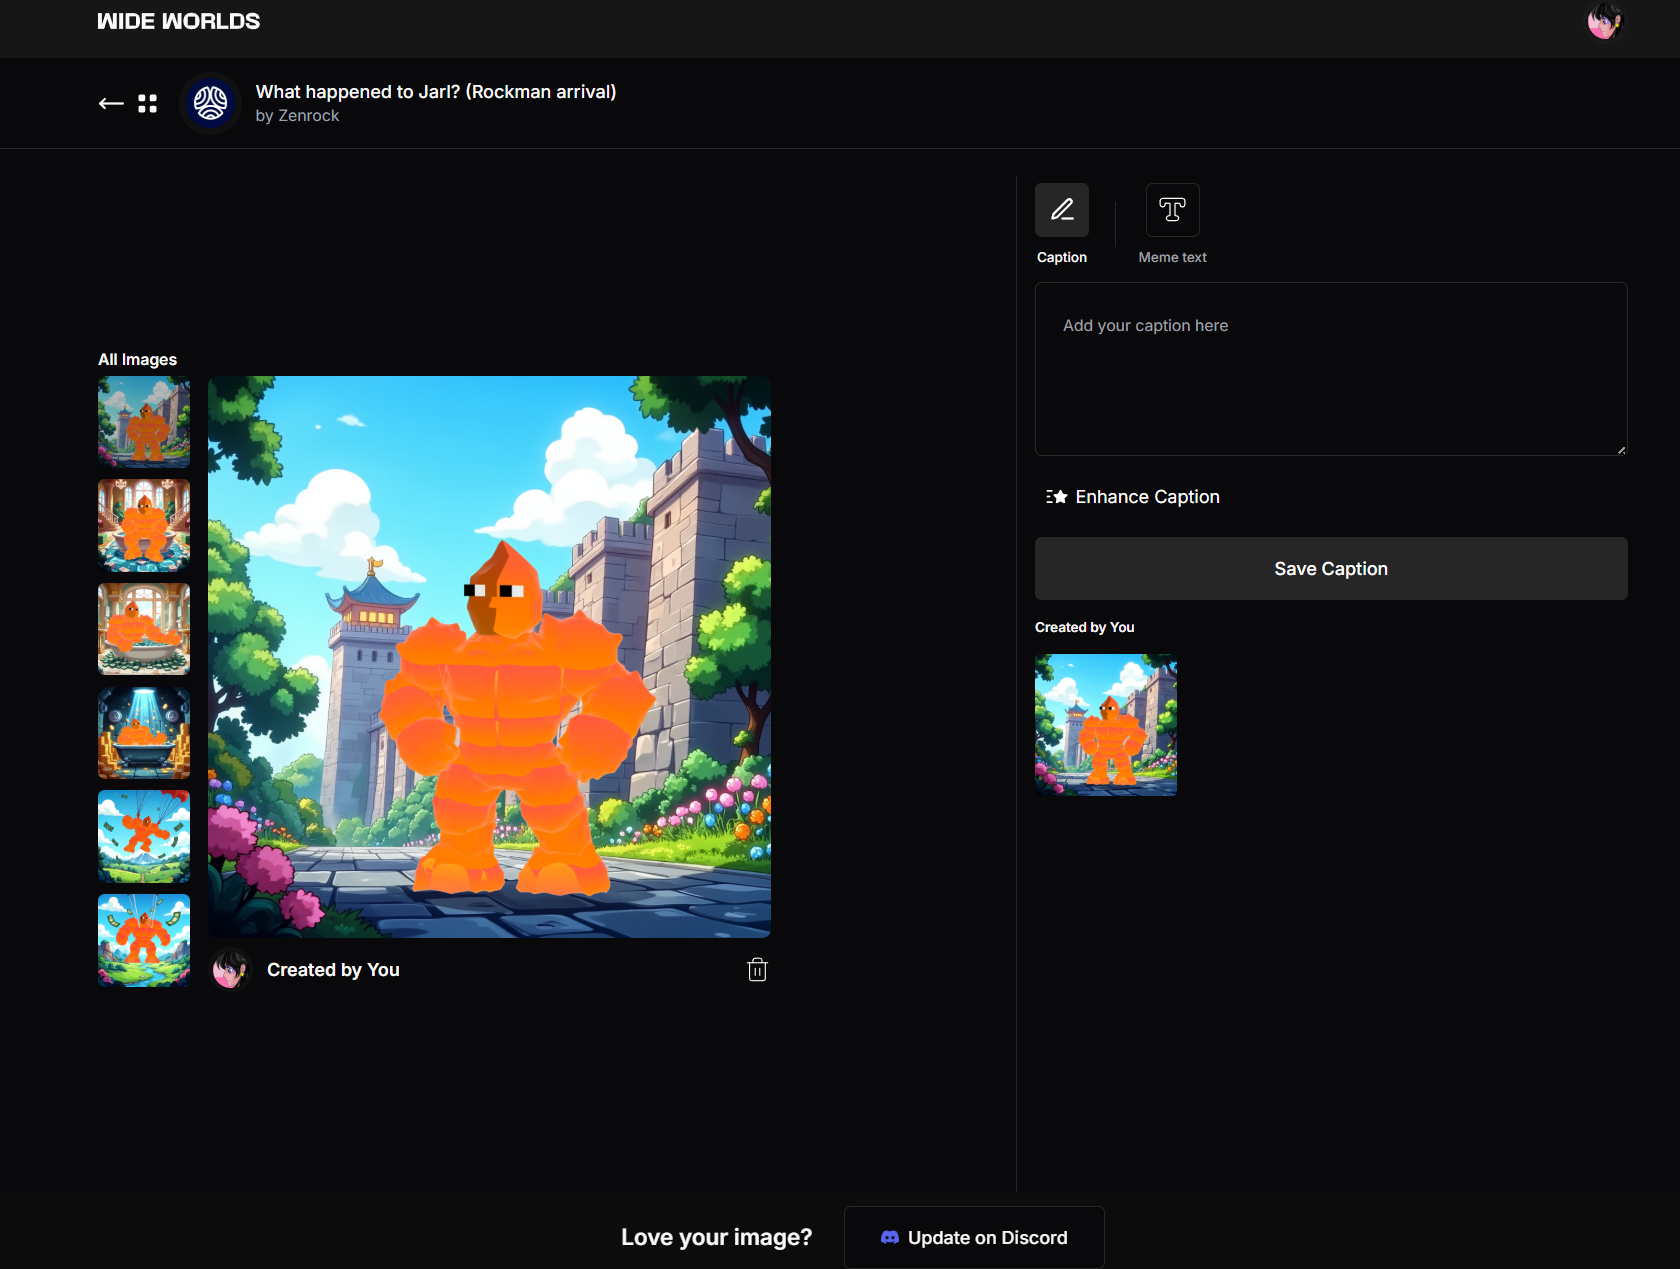 WIDE WORLDS
What happened to Jarl? (Rockman arrival)
by Zenrock
Caption
Meme text
Add your caption here
All Images
Enhance Caption
Save Caption
Created by You
Created by You
Love your image?
Update on Discord